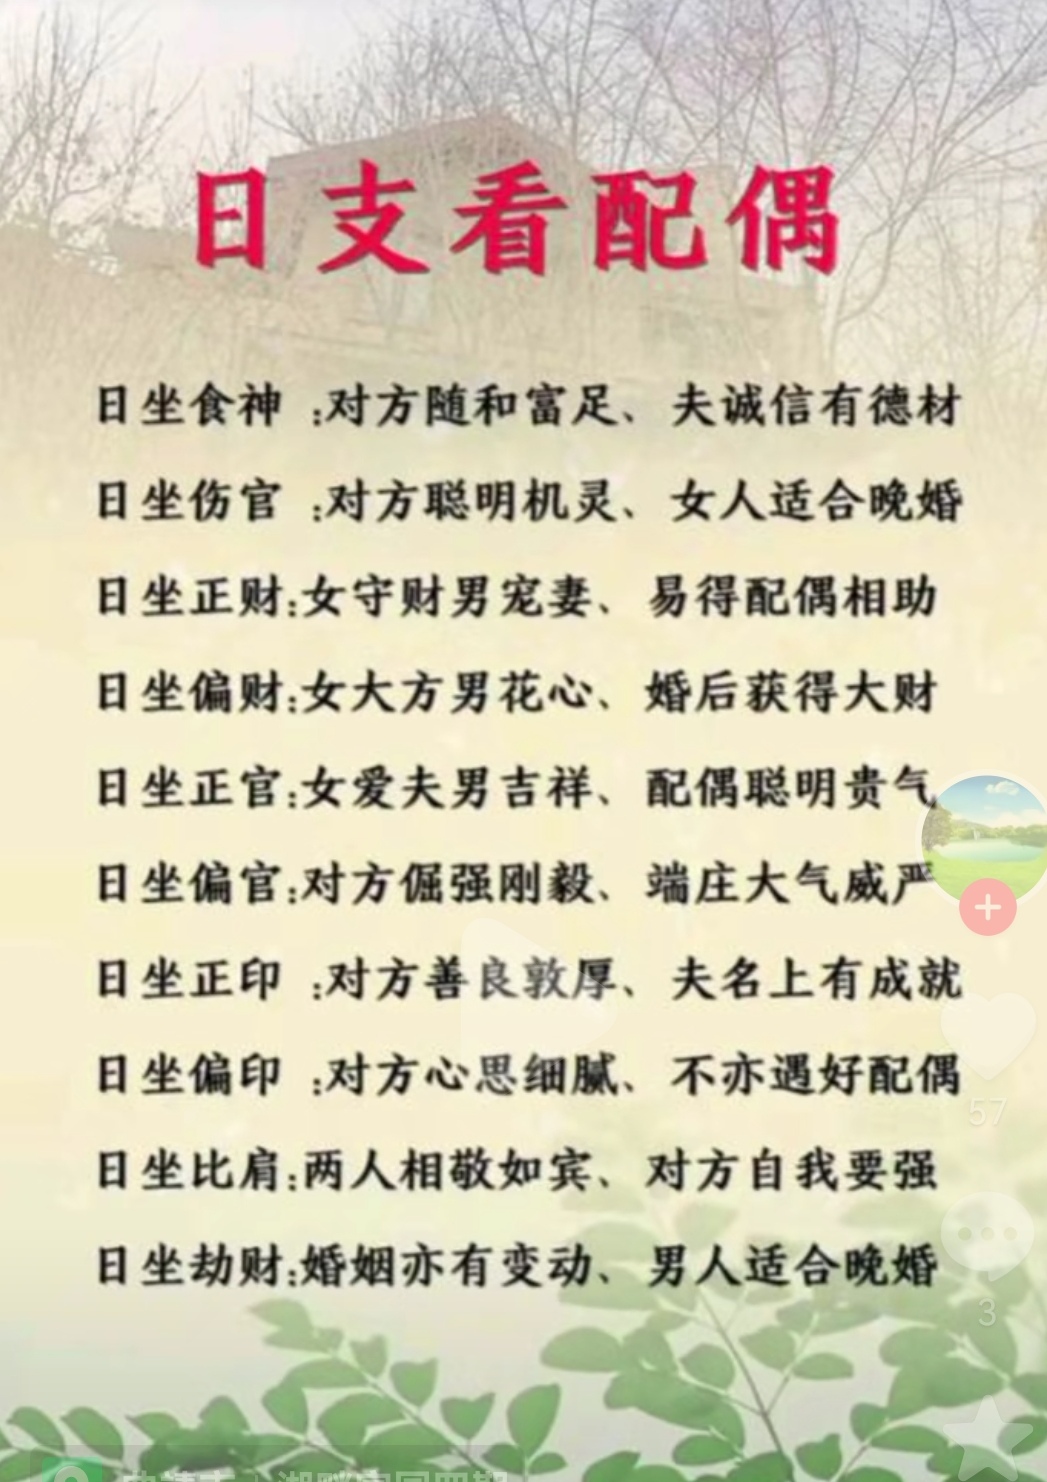 日支看配偶
日坐食神 :对方随和富足、夫诚信有德材
日坐伤官 :对方聪明机灵、女人适合晚婚
日坐正财:女守财男宠妻、易得配偶相助
日坐偏财:女大方男花心、婚后获得大财
日坐正官:女爱夫男吉祥、配偶聪明贵气
日坐偏官:对方倔强刚毅、端庄大气威严
日坐正印 :对方善良敦厚、夫名上有成就
日坐偏印 :对方心思细腻、不亦遇好配偶
57
日坐比肩:两人相敬如宾、对方自我要强
日坐劫财:婚姻亦有变动、男人适合晚婚
3